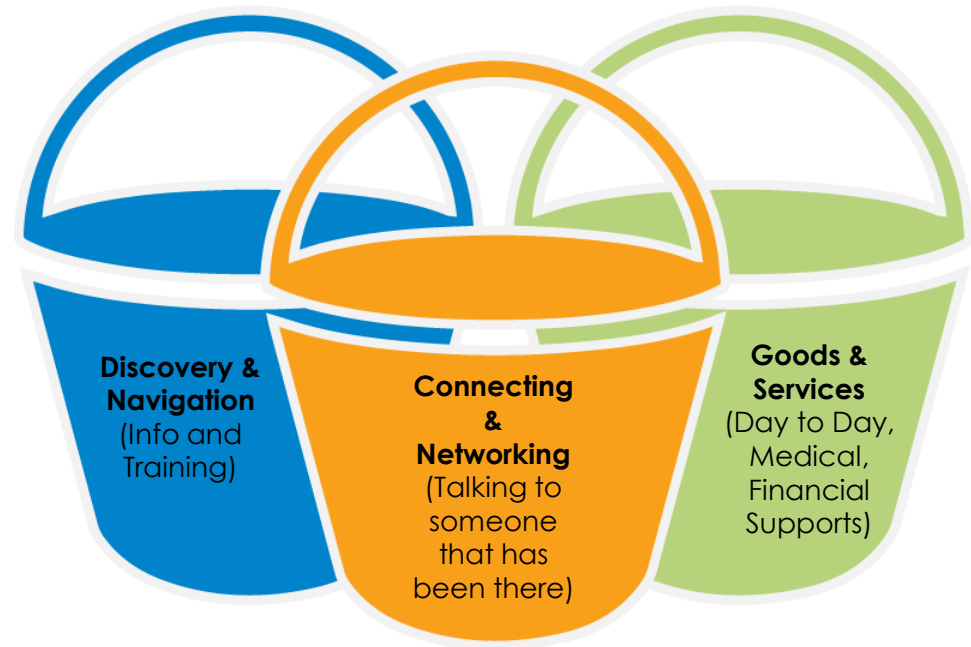 Discovery &
Navigation
(Info and
Training)
Connecting
&
Networking
(Talking to
someone
that has
been there)
Goods &
Services
(Day to Day,
Medical,
Financial
Supports)